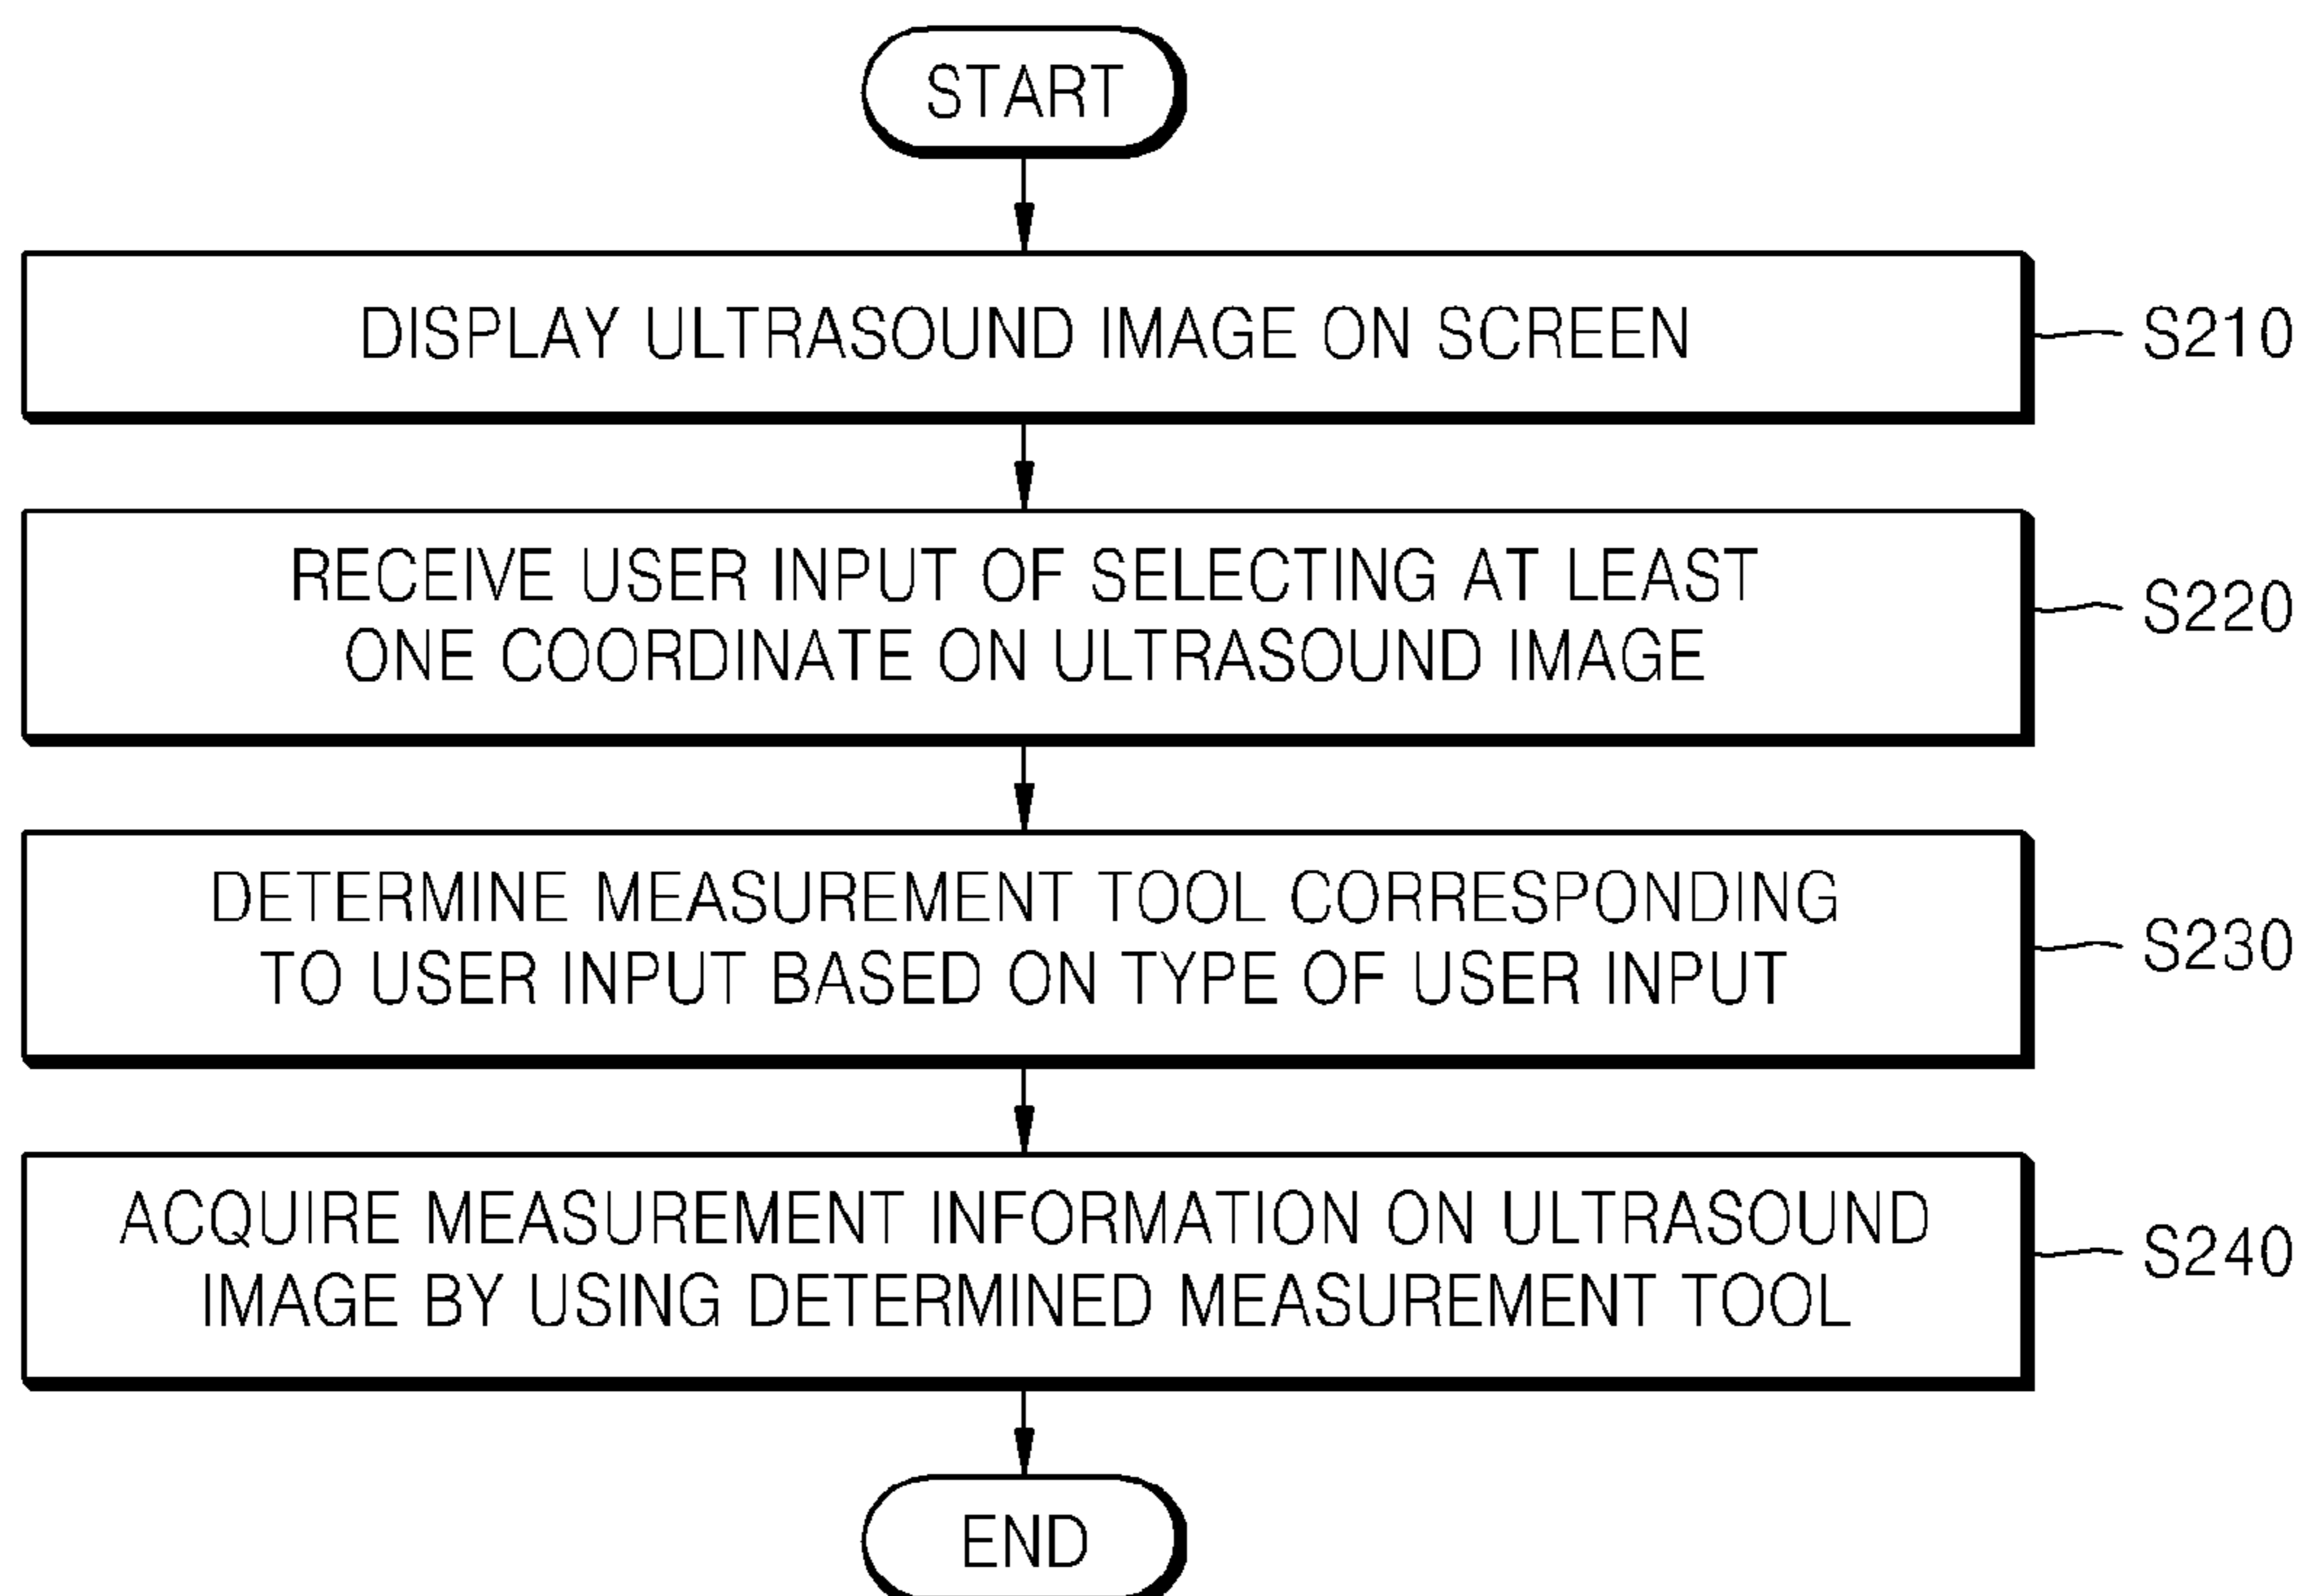 START
DISPLAY ULTRASOUND IMAGE ON SCREEN
S210
RECEIVE USER INPUT OF SELECTING AT LEAST
ONE COORDINATE ON ULTRASOUND IMAGE
S220
DETERMINE MEASUREMENT TOOL CORRESPONDING
TO USER INPUT BASED ON TYPE OF USER INPUT
S230
ACQUIRE MEASUREMENT INFORMATION ON ULTRASOUND
IMAGE BY USING DETERMINED MEASUREMENT TOOL
S240
END